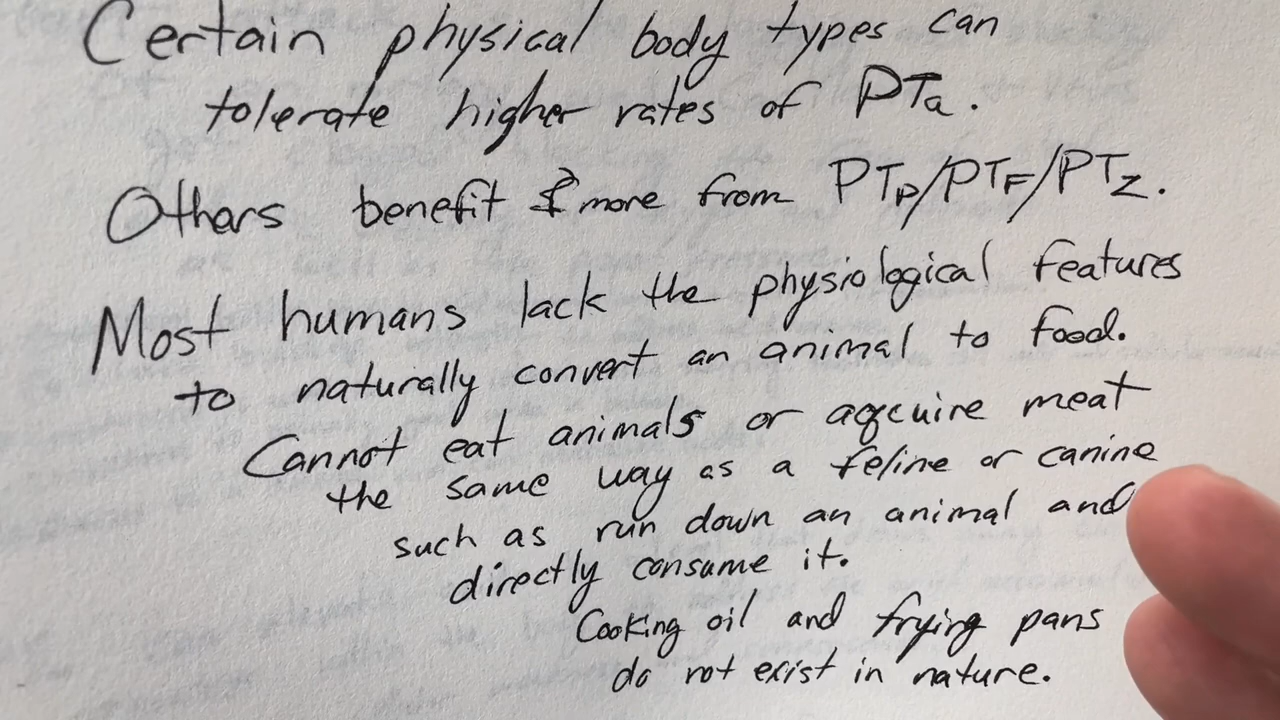 Certain physical body types can
tolerate higher rates of PTa.
Others benefit more from PTP/PTF/PTZ.
Most humans lack the physiological features
to naturally convert an animal to food.
Cannot eat animals or aqcuire meat
the same way as a feline or canine
such as run down an animal and
directly consume it.
Cooking oil and frying pans
do not exist in nature.